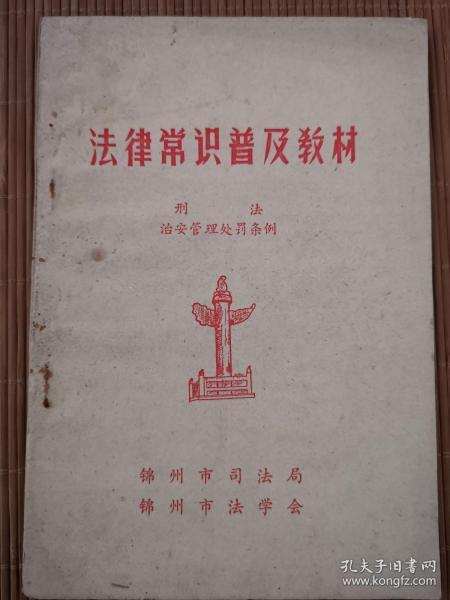 法律常识普及教材
刑 法
治安管理处罚条例
锦州市司法局
锦州市法学会
孔夫子旧书网
www.kongfz.com